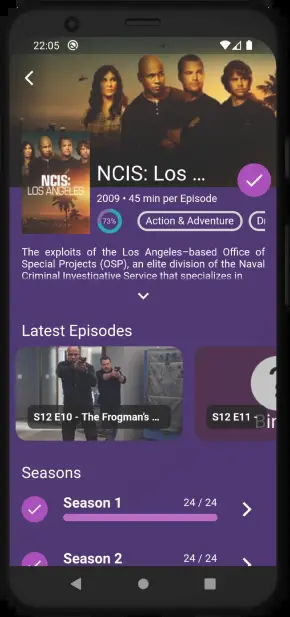 22:05
NCIS:
LOS ANGELES
NCIS: Los ...
2009 • 45 min per Episode
73%
Action & Adventure
The exploits of the Los Angeles–based Office of
Special Projects (OSP), an elite division of the Naval
Criminal Investigative Service that specializes in
Latest Episodes
S12 E10 - The Frogman's ...
S12 E11 -
Seasons
Season 1
24 / 24
Season 2
24 / 24